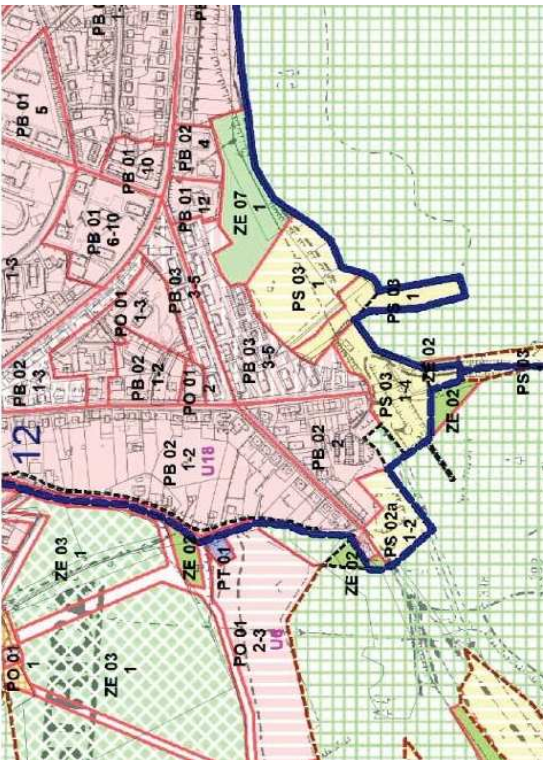 1-3
PB 01
5
PB 01
10
PB 02
4
PB 01
6-10
PB 01
12
ZE 07
1
PO 01
1-3
PB 03
3-5
PS 03
1
PS 03
1
PB 02
1-3
PB 02
1-2
PO 01
2
PB 03
3-5
PS 03
1-4
ZE 02
ZE 02
PS 03
12
PB 02
1-2
U18
PB 02
2
PS 02a
1-2
ZE 03
1
ZE 02
PT 01
ZE 02
PO 01
1
ZE 03
1
PO 01
2-3
U6